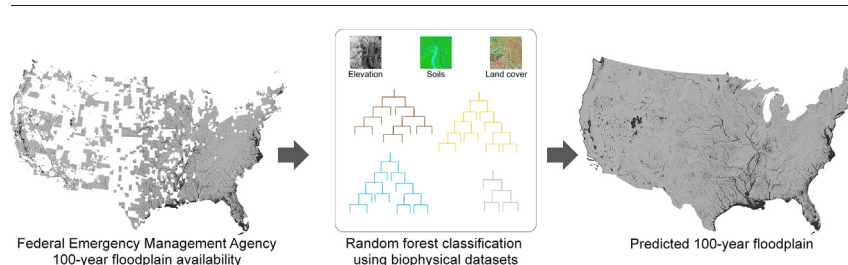 Elevation
Soils
Land cover
Federal Emergency Management Agency
100-year floodplain availability
Random forest classification
using biophysical datasets
Predicted 100-year floodplain